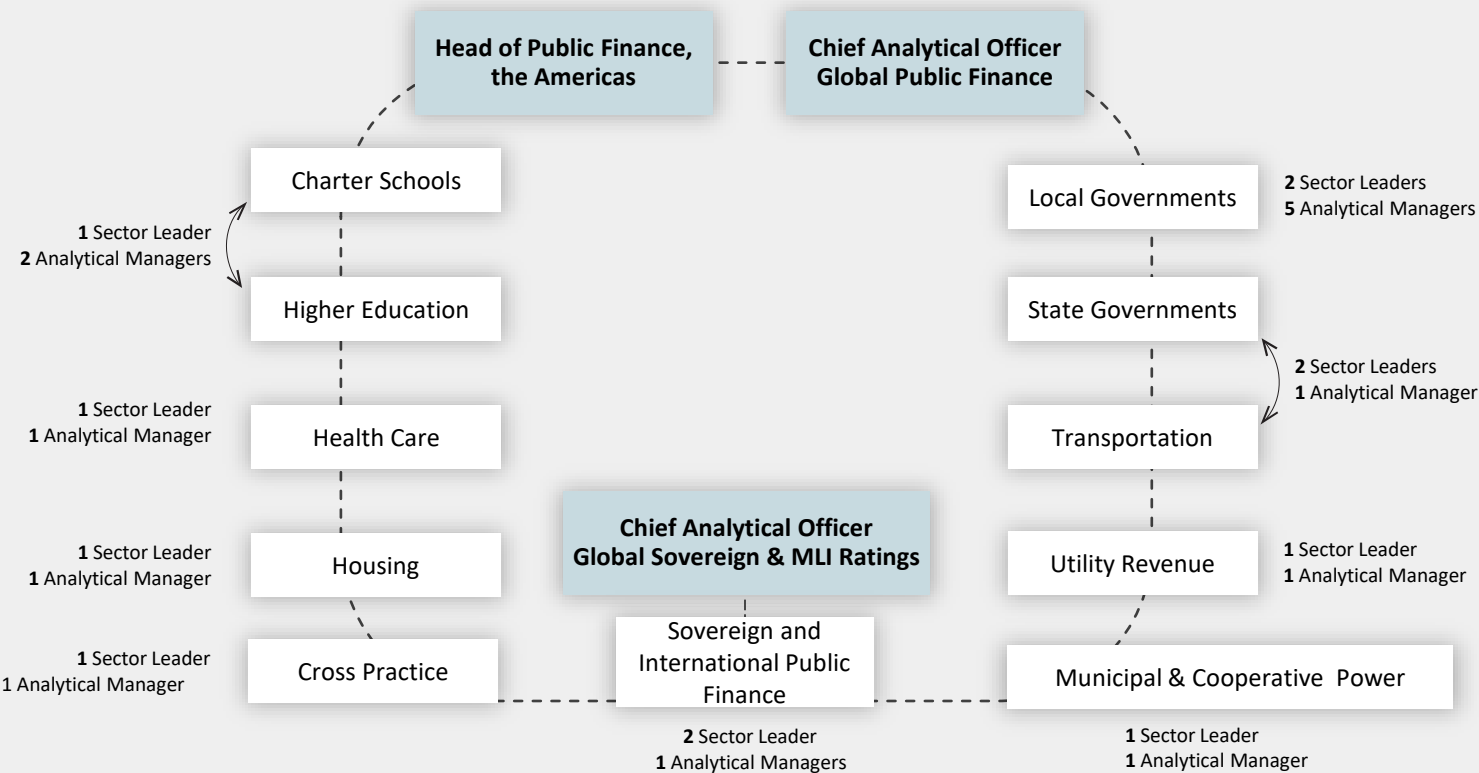 Head of Public Finance,
the Americas
Chief Analytical Officer
Global Public Finance
Charter Schools
1 Sector Leader
2 Analytical Managers
Higher Education
1 Sector Leader
1 Analytical Manager
Health Care
1 Sector Leader
1 Analytical Manager
Housing
1 Sector Leader
1 Analytical Manager
Cross Practice
Chief Analytical Officer
Global Sovereign & MLI Ratings
Sovereign and
International Public
Finance
2 Sector Leader
1 Analytical Managers
Local Governments
2 Sector Leaders
5 Analytical Managers
State Governments
2 Sector Leaders
1 Analytical Manager
Transportation
Utility Revenue
1 Sector Leader
1 Analytical Manager
Municipal & Cooperative Power
1 Sector Leader
1 Analytical Manager